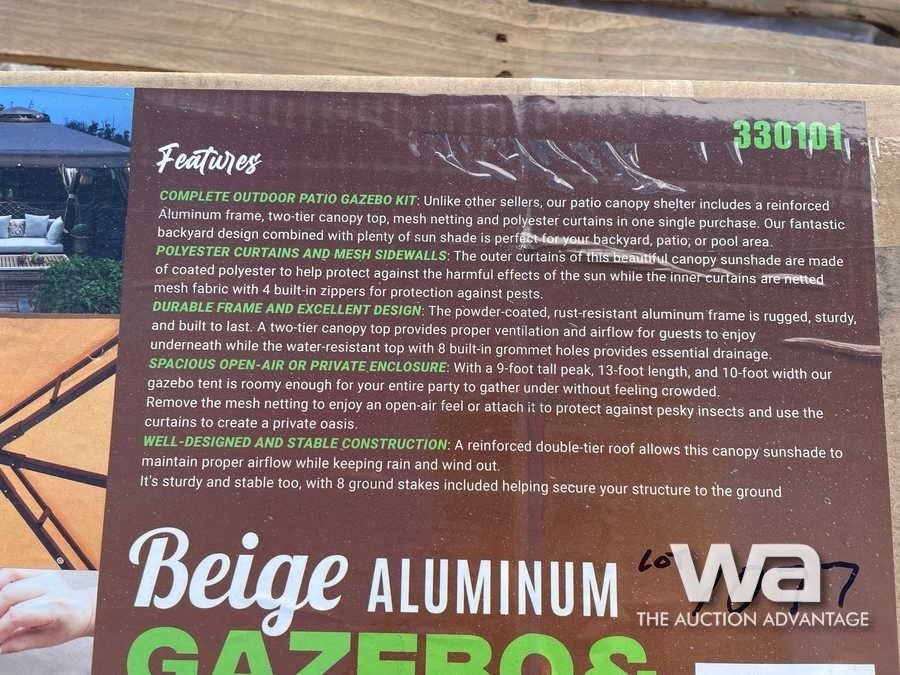 330101
Features
COMPLETE OUTDOOR PATIO GAZEBO KIT: Unlike other sellers, our patio canopy shelter includes a reinforced
Aluminum frame, two-tier canopy top, mesh netting and polyester curtains in one single purchase. Our fantastic
backyard design combined with plenty of sun shade is perfect for your backyard, patio, or pool area.
POLYESTER CURTAINS AND MESH SIDEWALLS: The outer curtains of this beautiful canopy sunshade are made
of coated polyester to help protect against the harmful effects of the sun while the inner curtains are netted
mesh fabric with 4 built-in zippers for protection against pests.
DURABLE FRAME AND EXCELLENT DESIGN: The powder-coated, rust-resistant aluminum frame is rugged, sturdy,
and built to last. A two-tier canopy top provides proper ventilation and airflow for guests to enjoy
underneath while the water-resistant top with 8 built-in grommet holes provides essential drainage.
SPACIOUS OPEN-AIR OR PRIVATE ENCLOSURE: With a 9-foot tall peak, 13-foot length, and 10-foot width our
gazebo tent is roomy enough for your entire party to gather under without feeling crowded.
Remove the mesh netting to enjoy an open-air feel or attach it to protect against pesky insects and use the
curtains to create a private oasis.
WELL-DESIGNED AND STABLE CONSTRUCTION: A reinforced double-tier roof allows this canopy sunshade to
maintain proper airflow while keeping rain and wind out.
It's sturdy and stable too, with 8 ground stakes included helping secure your structure to the ground
Beige ALUMINUM
GAZEBO &
wa
THE AUCTION ADVANTAGE